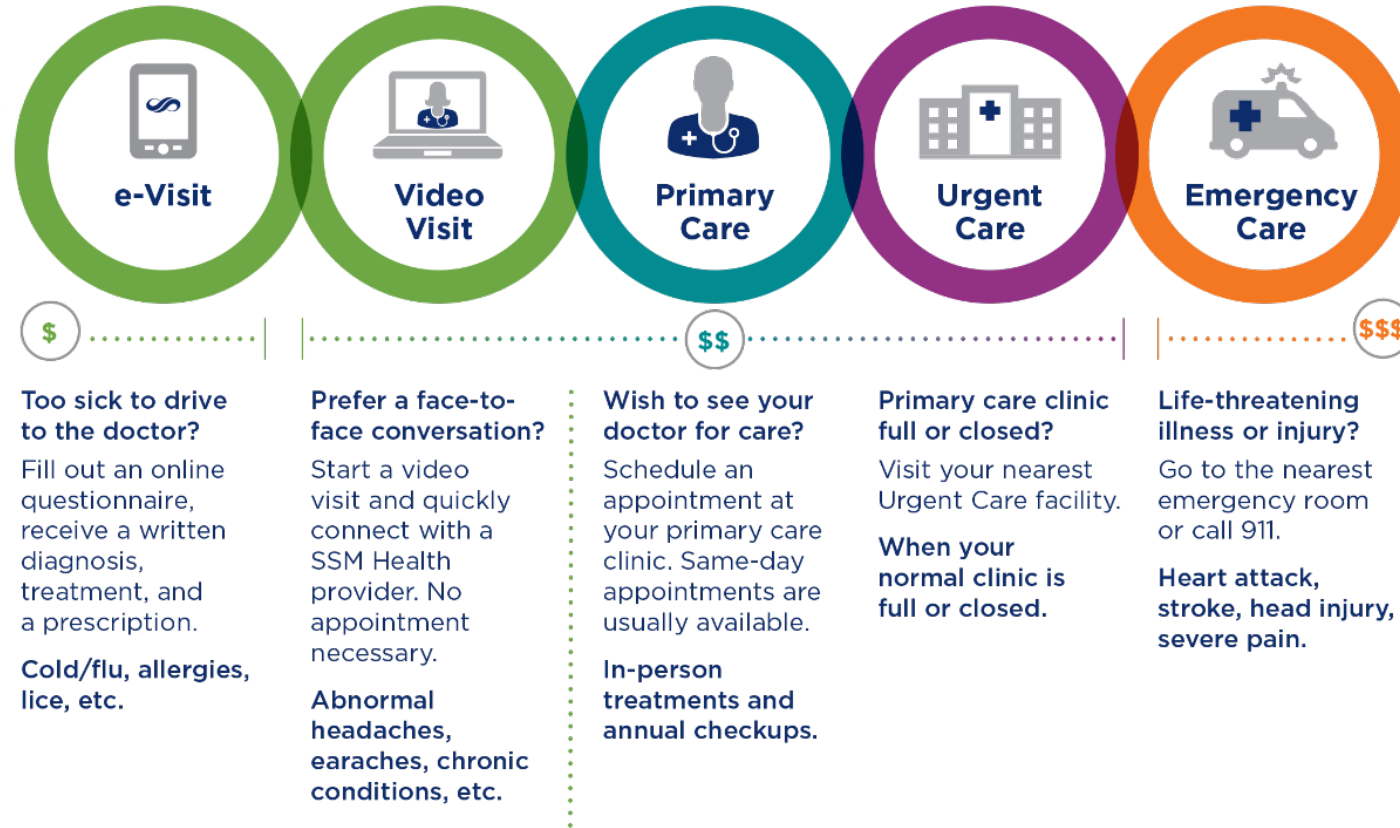 e-Visit
Video
Visit
Primary
Care
Urgent
Care
Emergency
Care
$
$$
$$$
Too sick to drive
to the doctor?
Fill out an online
questionnaire,
receive a written
diagnosis,
treatment, and
a prescription.
Cold/flu, allergies,
lice, etc.
Prefer a face-to-
face conversation?
Start a video
visit and quickly
connect with a
SSM Health
provider. No
appointment
necessary.
Abnormal
headaches,
earaches, chronic
conditions, etc.
Wish to see your
doctor for care?
Schedule an
appointment at
your primary care
clinic. Same-day
appointments are
usually available.
In-person
treatments and
annual checkups.
Primary care clinic
full or closed?
Visit your nearest
Urgent Care facility.
When your
normal clinic is
full or closed.
Life-threatening
illness or injury?
Go to the nearest
emergency room
or call 911.
Heart attack,
stroke, head injury,
severe pain.